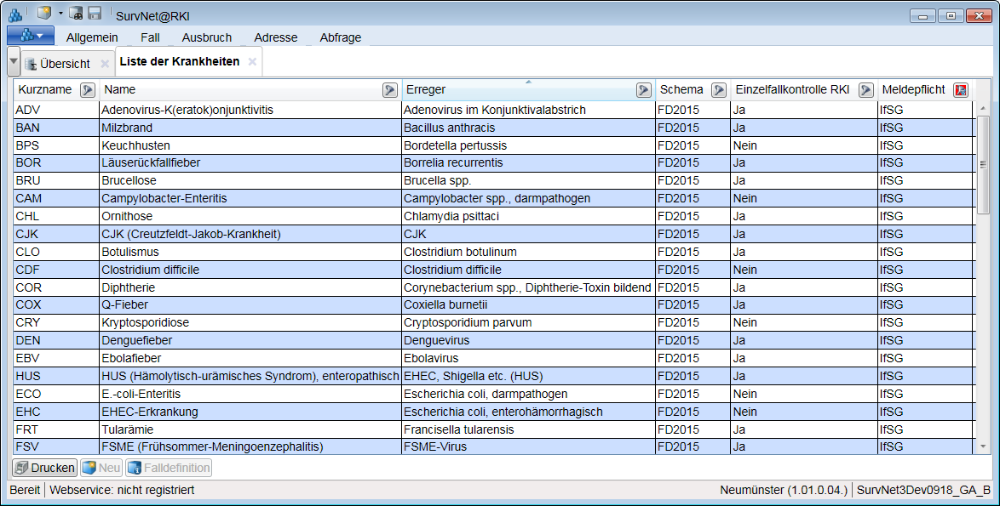 SurvNet@RKI
Allgemein Fall Ausbruch Adresse Abfrage
Übersicht Liste der Krankheiten
Kurzname Name Erreger Schema Einzelfallkontrolle RKI Meldepflicht
ADV Adenovirus-K(eratok)onjunktivitis Adenovirus im Konjunktivalabstrich FD2015 Ja IfSG
BAN Milzbrand Bacillus anthracis FD2015 Ja IfSG
BPS Keuchhusten Bordetella pertussis FD2015 Nein IfSG
BOR Läuserückfallfieber Borrelia recurrentis FD2015 Ja IfSG
BRU Brucellose Brucella spp. FD2015 Ja IfSG
CAM Campylobacter-Enteritis Campylobacter spp., darmpathogen FD2015 Nein IfSG
CHL Ornithose Chlamydia psittaci FD2015 Ja IfSG
CJK CJK (Creutzfeldt-Jakob-Krankheit) CJK FD2015 Ja IfSG
CLO Botulismus Clostridium botulinum FD2015 Ja IfSG
CDF Clostridium difficile Clostridium difficile FD2015 Nein IfSG
COR Diphtherie Corynebacterium spp., Diphtherie-Toxin bildend FD2015 Ja IfSG
COX Q-Fieber Coxiella burnetii FD2015 Ja IfSG
CRY Kryptosporidiose Cryptosporidium parvum FD2015 Nein IfSG
DEN Denguefieber Denguevirus FD2015 Ja IfSG
EBV Ebolafieber Ebolavirus FD2015 Ja IfSG
HUS HUS (Hämolytisch-urämisches Syndrom), enteropathisch EHEC, Shigella etc. (HUS) FD2015 Ja IfSG
ECO E.-coli-Enteritis Escherichia coli, darmpathogen FD2015 Nein IfSG
EHC EHEC-Erkrankung Escherichia coli, enterohämorrhagisch FD2015 Nein IfSG
FRT Tularämie Francisella tularensis FD2015 Ja IfSG
FSV FSME (Frühsommer-Meningoenzephalitis) FSME-Virus FD2015 Ja IfSG
Drucken Neu Falldefinition
Bereit Webservice: nicht registriert Neumünster (1.01.0.04.) SurvNet3Dev0918_GA_B